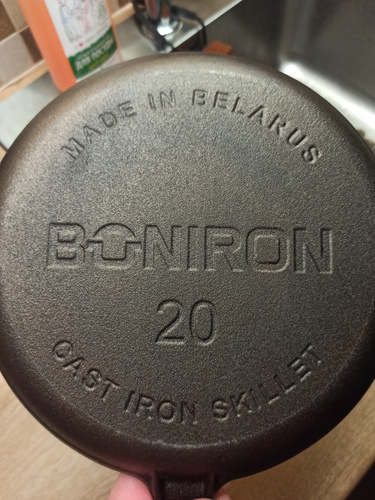 MADE IN BELARUS
BONIRON
20
CAST IRON SKILLET